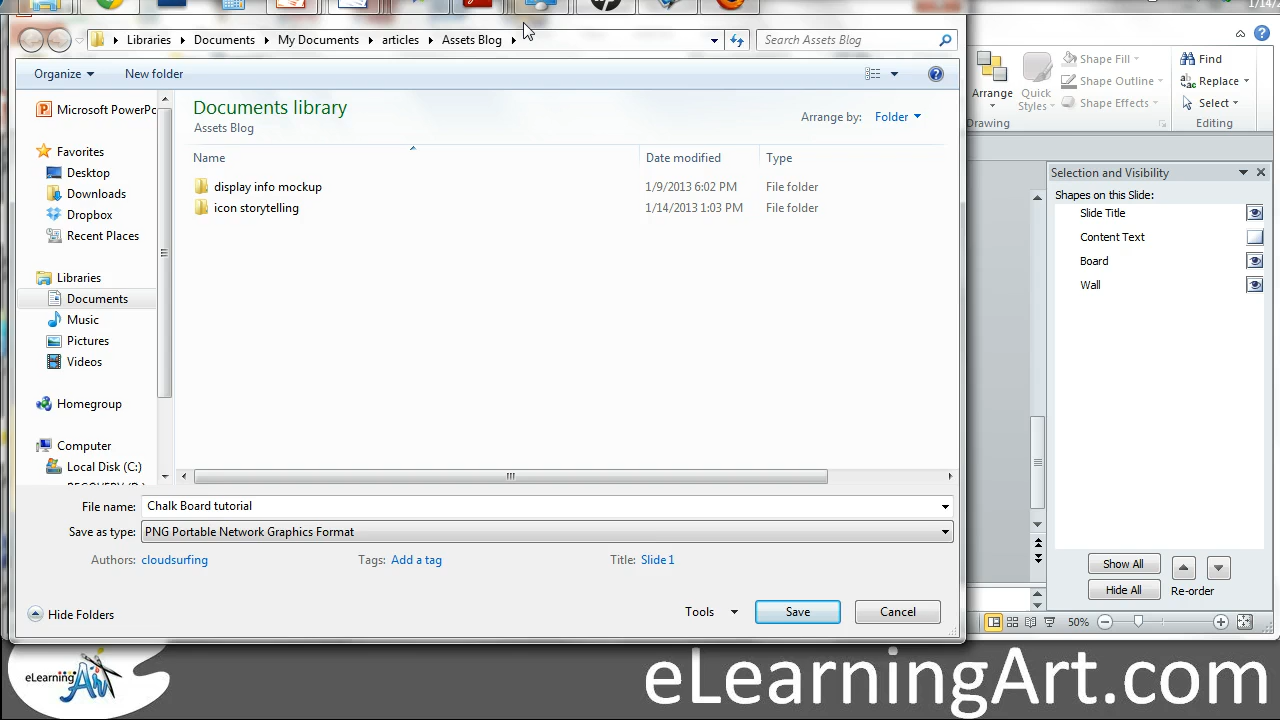 1/14/2
Libraries Documents My Documents articles Assets Blog
Search Assets Blog
Organize New folder
Microsoft PowerPo
Favorites
Desktop
Downloads
Dropbox
Recent Places
Libraries
Documents
Music
Pictures
Videos
Homegroup
Computer
Local Disk (C:)
Documents library
Assets Blog
Arrange by: Folder
Name Date modified Type
display info mockup 1/9/2013 6:02 PM File folder
icon storytelling 1/14/2013 1:03 PM File folder
File name: Chalk Board tutorial
Save as type: PNG Portable Network Graphics Format
Authors: cloudsurfing Tags: Add a tag Title: Slide 1
Hide Folders Tools Save Cancel
Arrange
Quick
Styles
Shape Fill
Shape Outline
Shape Effects
Drawing
Find
Replace
Select
Editing
Selection and Visibility
Shapes on this Slide:
Slide Title
Content Text
Board
Wall
Show All
Hide All
Re-order
50%
eLearning
Art
eLearningArt.com